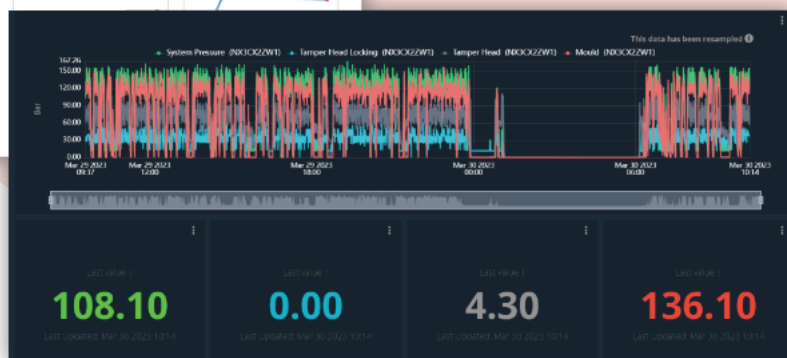 This data has been resampled
System Pressure (NX3CX2ZW1) Tamper Head Locking (NX3CX2ZW1) Tamper Head (NX3CX2ZW1) Mould (NX3CX2ZW1)
162.26
150.00
120.00
90.00
60.00
30.00
0.00
Bar
Mar 29 2023 Mar 29 2023 Mar 29 2023 Mar 30 2023 Mar 30 2023 Mar 30 2023
09:37 12:00 18:00 00:00 06:00 10:14
Last value | Last value | Last value | Last value |
108.10 0.00 4.30 136.10
Last Updated: Mar 30 2023 10:14 Last Updated: Mar 30 2023 10:14 Last Updated: Mar 30 2023 10:14 Last Updated: Mar 30 2023 10:14